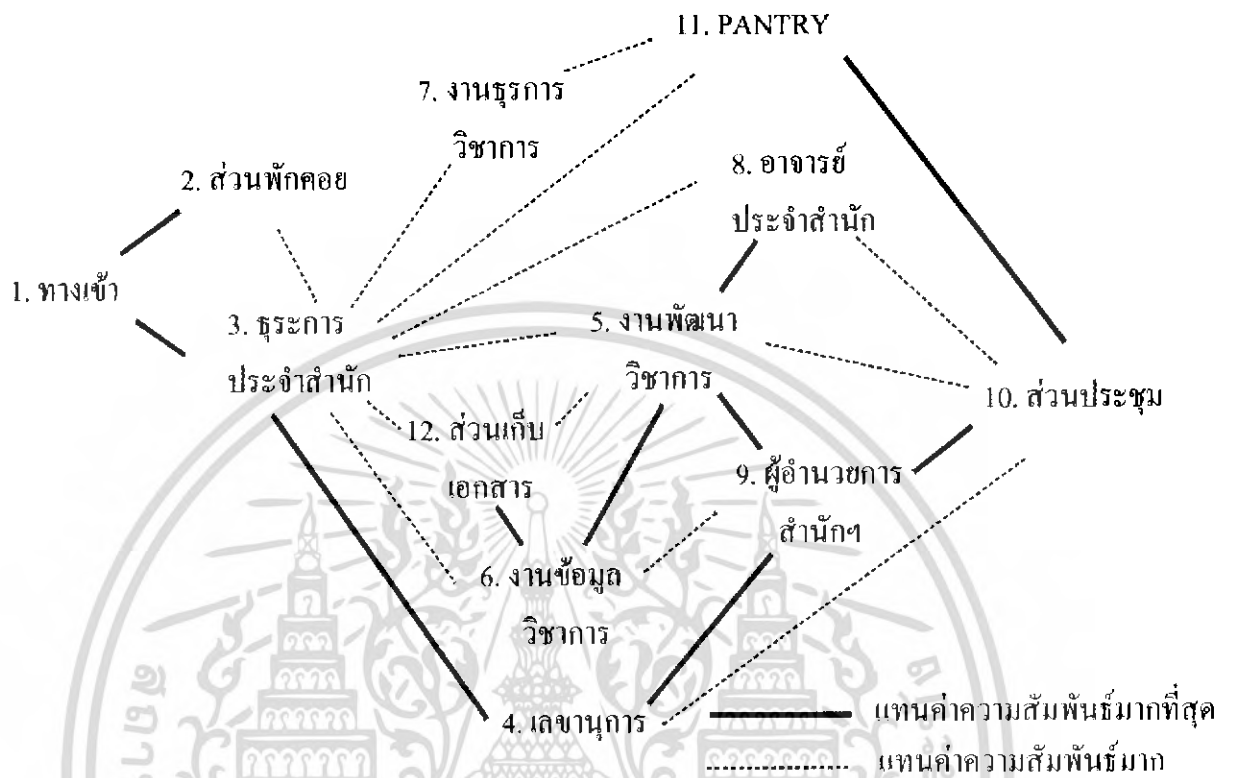 11. PANTRY
7. งานธุรการ
วิชาการ
2. ส่วนพักคอย
8. อาจารย์
ประจำสำนัก
1. ทางเข้า
3. ธุระการ
ประจำสำนัก
5. งานพัฒนา
วิชาการ
10. ส่วนประชุม
12. ส่วนเก็บ
เอกสาร
9. ผู้อำนวยการ
สำนักฯ
6. งานข้อมูล
วิชาการ
4. เลขานุการ
แทนค่าความสัมพันธ์มากที่สุด
แทนค่าความสัมพันธ์มาก